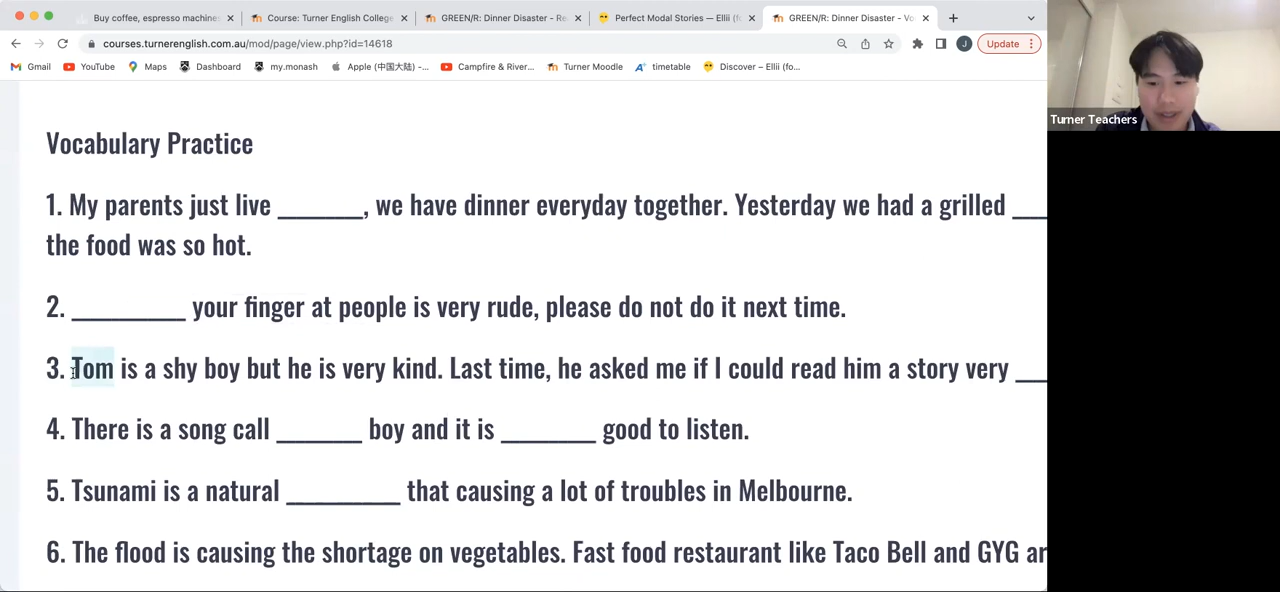 Buy coffee, espresso machine
Course: Turner English College
GREEN/R: Dinner Disaster - Re
Perfect Modal Stories — Ellii (f
GREEN/R: Dinner Disaster - Vo
courses.turnerenglish.com.au/mod/page/view.php?id=14618
J
Update
Gmail
YouTube
Maps
Dashboard
my.monash
Apple (中国大陆) -...
Campfire & River...
Turner Moodle
timetable
Discover – Ellii (fo...
Turner Teachers
Vocabulary Practice
1. My parents just live _______, we have dinner everyday together. Yesterday we had a grilled ___
the food was so hot.
2. __________ your finger at people is very rude, please do not do it next time.
3. Tom is a shy boy but he is very kind. Last time, he asked me if I could read him a story very ___
4. There is a song call _______ boy and it is ________ good to listen.
5. Tsunami is a natural __________ that causing a lot of troubles in Melbourne.
6. The flood is causing the shortage on vegetables. Fast food restaurant like Taco Bell and GYG ar